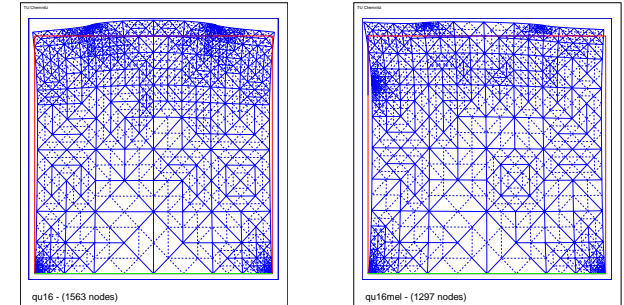 TU Chemnitz
TU Chemnitz
qu16 - (1563 nodes)
qu16mel - (1297 nodes)